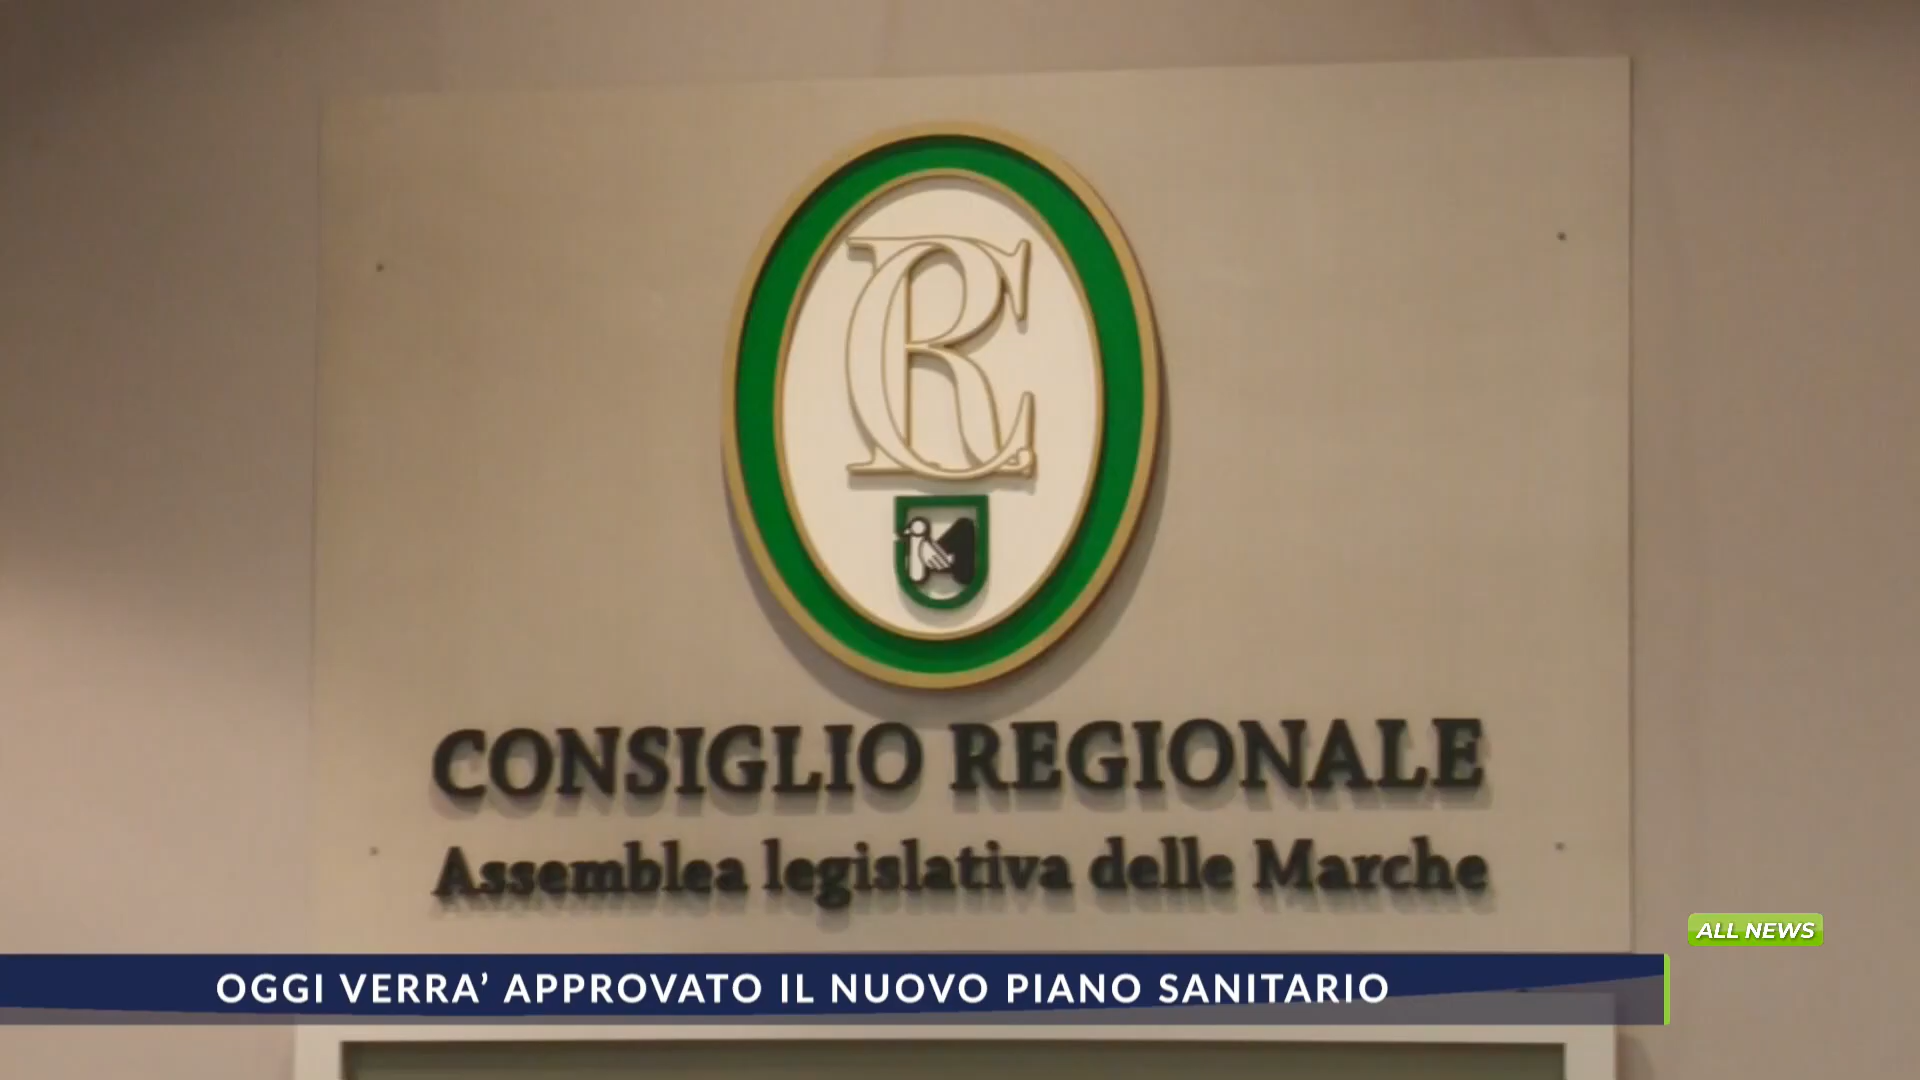 CR
CONSIGLIO REGIONALE
Assemblea legislativa delle Marche
ALL NEWS
OGGI VERRA’ APPROVATO IL NUOVO PIANO SANITARIO